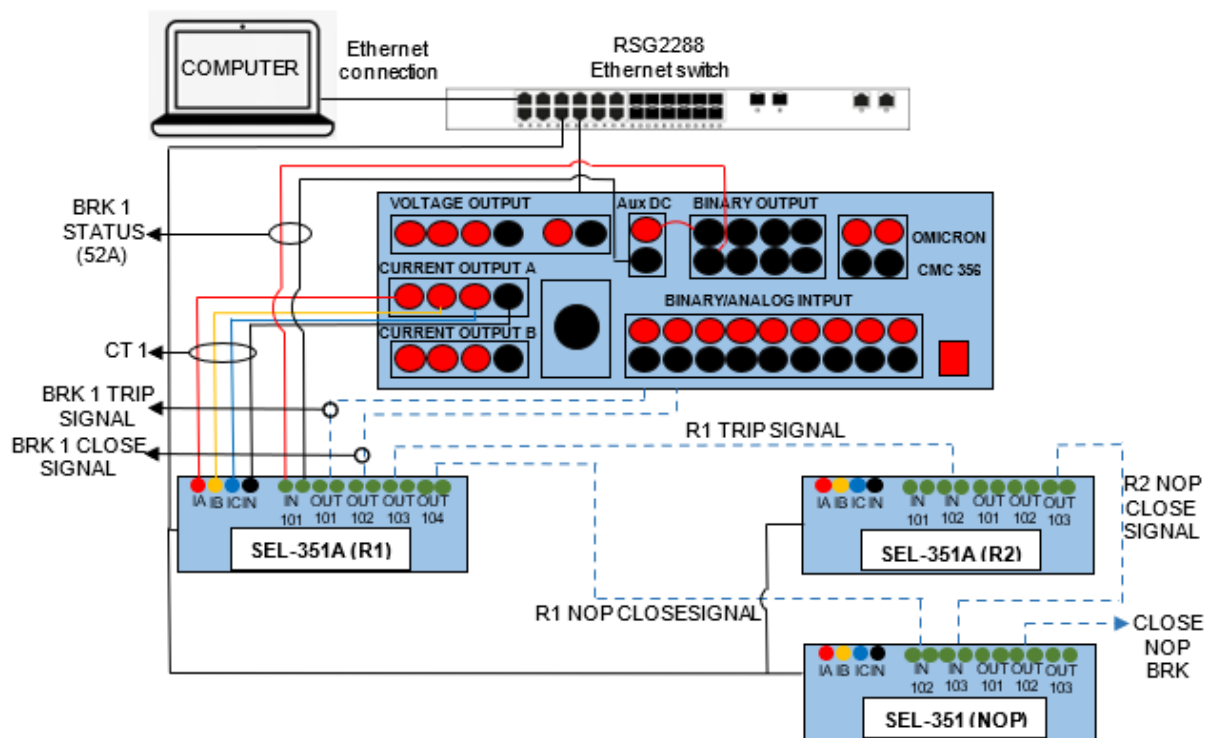 RSG2288
Ethernet switch
Ethernet
connection
COMPUTER
BRK 1
STATUS
(52A)
VOLTAGE OUTPUT
Aux DC
BINARY OUTPUT
OMICRON
CMC 356
CURRENT OUTPUT A
BINARY/ANALOG INTPUT
CURRENT OUTPUT B
CT 1
BRK 1 TRIP
SIGNAL
BRK 1 CLOSE
SIGNAL
R1 TRIP SIGNAL
IA IB IC IN
IN
101
OUT
101
OUT
102
OUT
103
OUT
104
SEL-351A (R1)
IA IB IC IN
IN
101
IN
102
OUT
101
OUT
102
OUT
103
SEL-351A (R2)
R2 NOP
CLOSE
SIGNAL
R1 NOP CLOSESIGNAL
CLOSE
NOP
BRK
IA IB IC IN
IN
102
IN
103
OUT
101
OUT
102
OUT
103
SEL-351 (NOP)